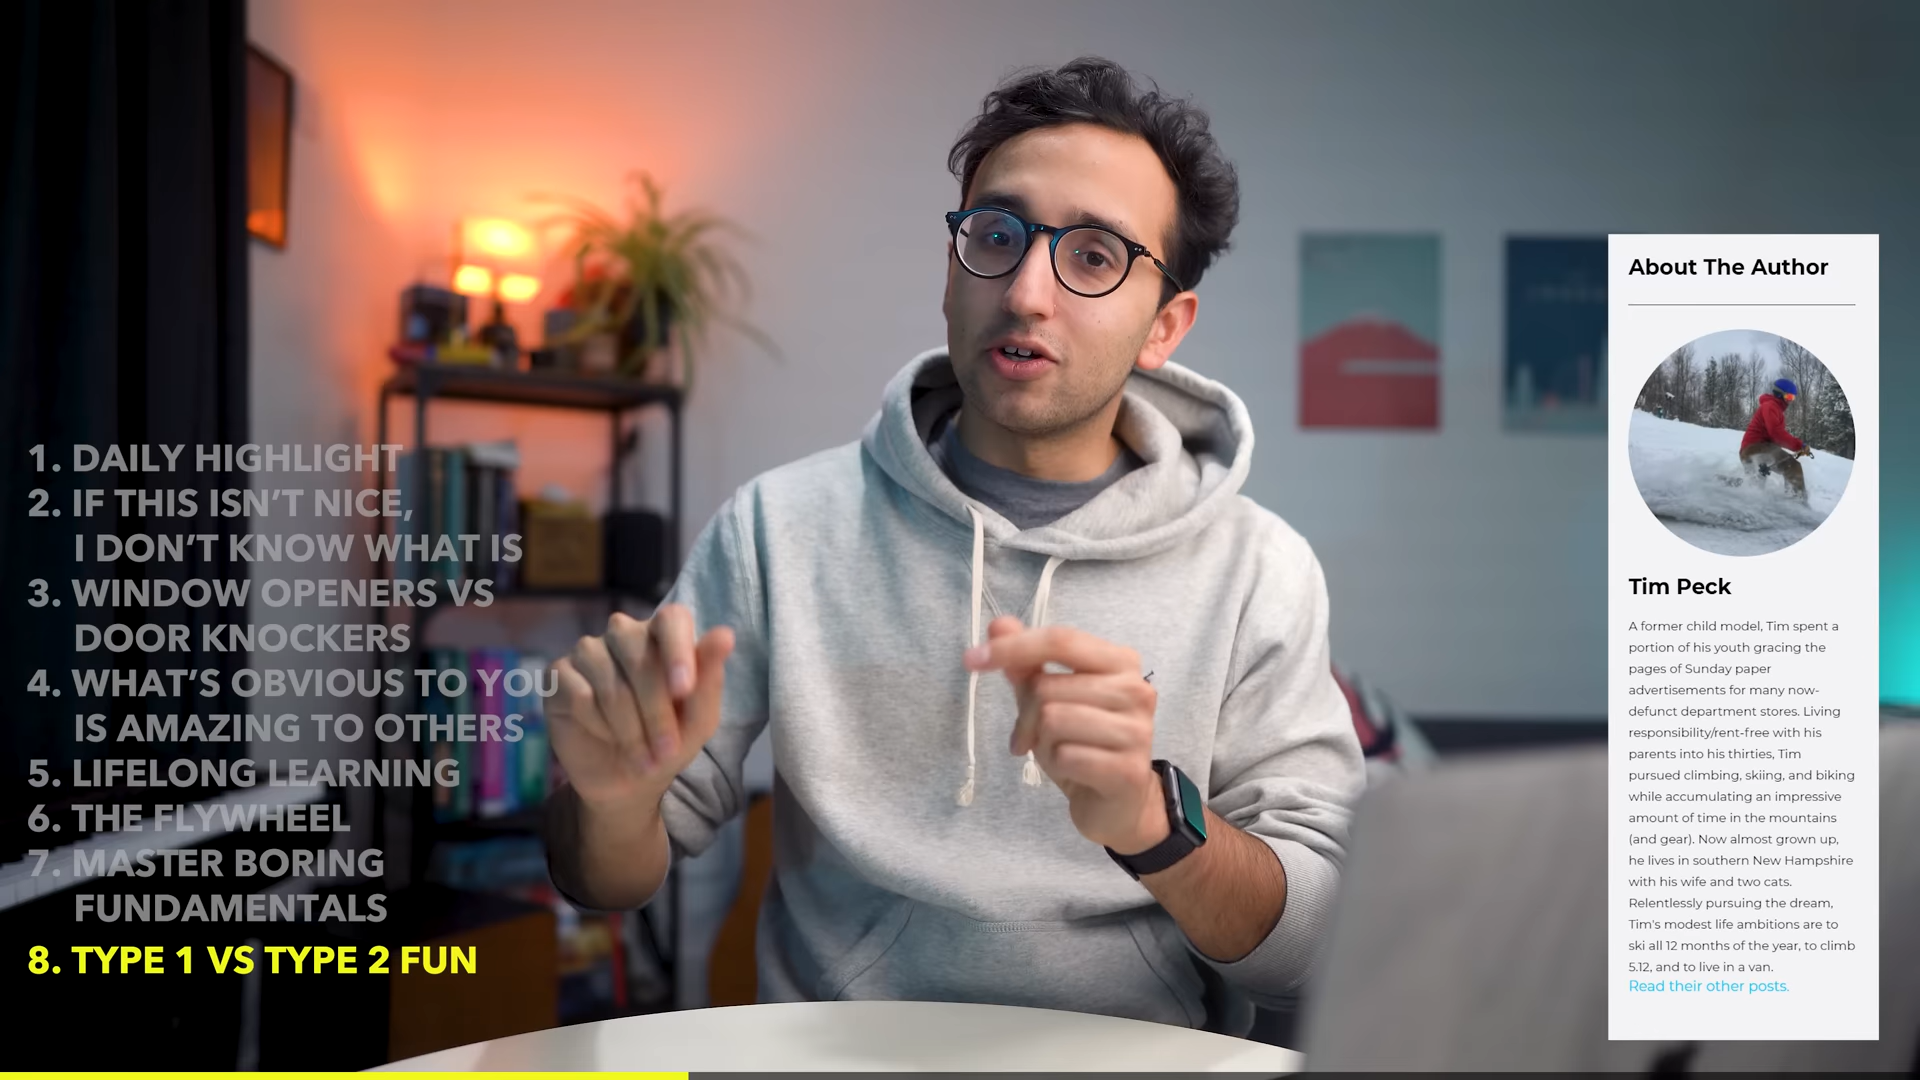 1. DAILY HIGHLIGHT
2. IF THIS ISN’T NICE,
I DON’T KNOW WHAT IS
3. WINDOW OPENERS VS
DOOR KNOCKERS
4. WHAT’S OBVIOUS TO YOU
IS AMAZING TO OTHERS
5. LIFELONG LEARNING
6. THE FLYWHEEL
7. MASTER BORING
FUNDAMENTALS
8. TYPE 1 VS TYPE 2 FUN
About The Author
Tim Peck
A former child model, Tim spent a
portion of his youth gracing the
pages of Sunday paper
advertisements for many now-
defunct department stores. Living
responsibility/rent-free with his
parents into his thirties, Tim
pursued climbing, skiing, and biking
while accumulating an impressive
amount of time in the mountains
(and gear). Now almost grown up,
he lives in southern New Hampshire
with his wife and two cats.
Relentlessly pursuing the dream,
Tim's modest life ambitions are to
ski all 12 months of the year, to climb
5.12, and to live in a van.
Read their other posts.